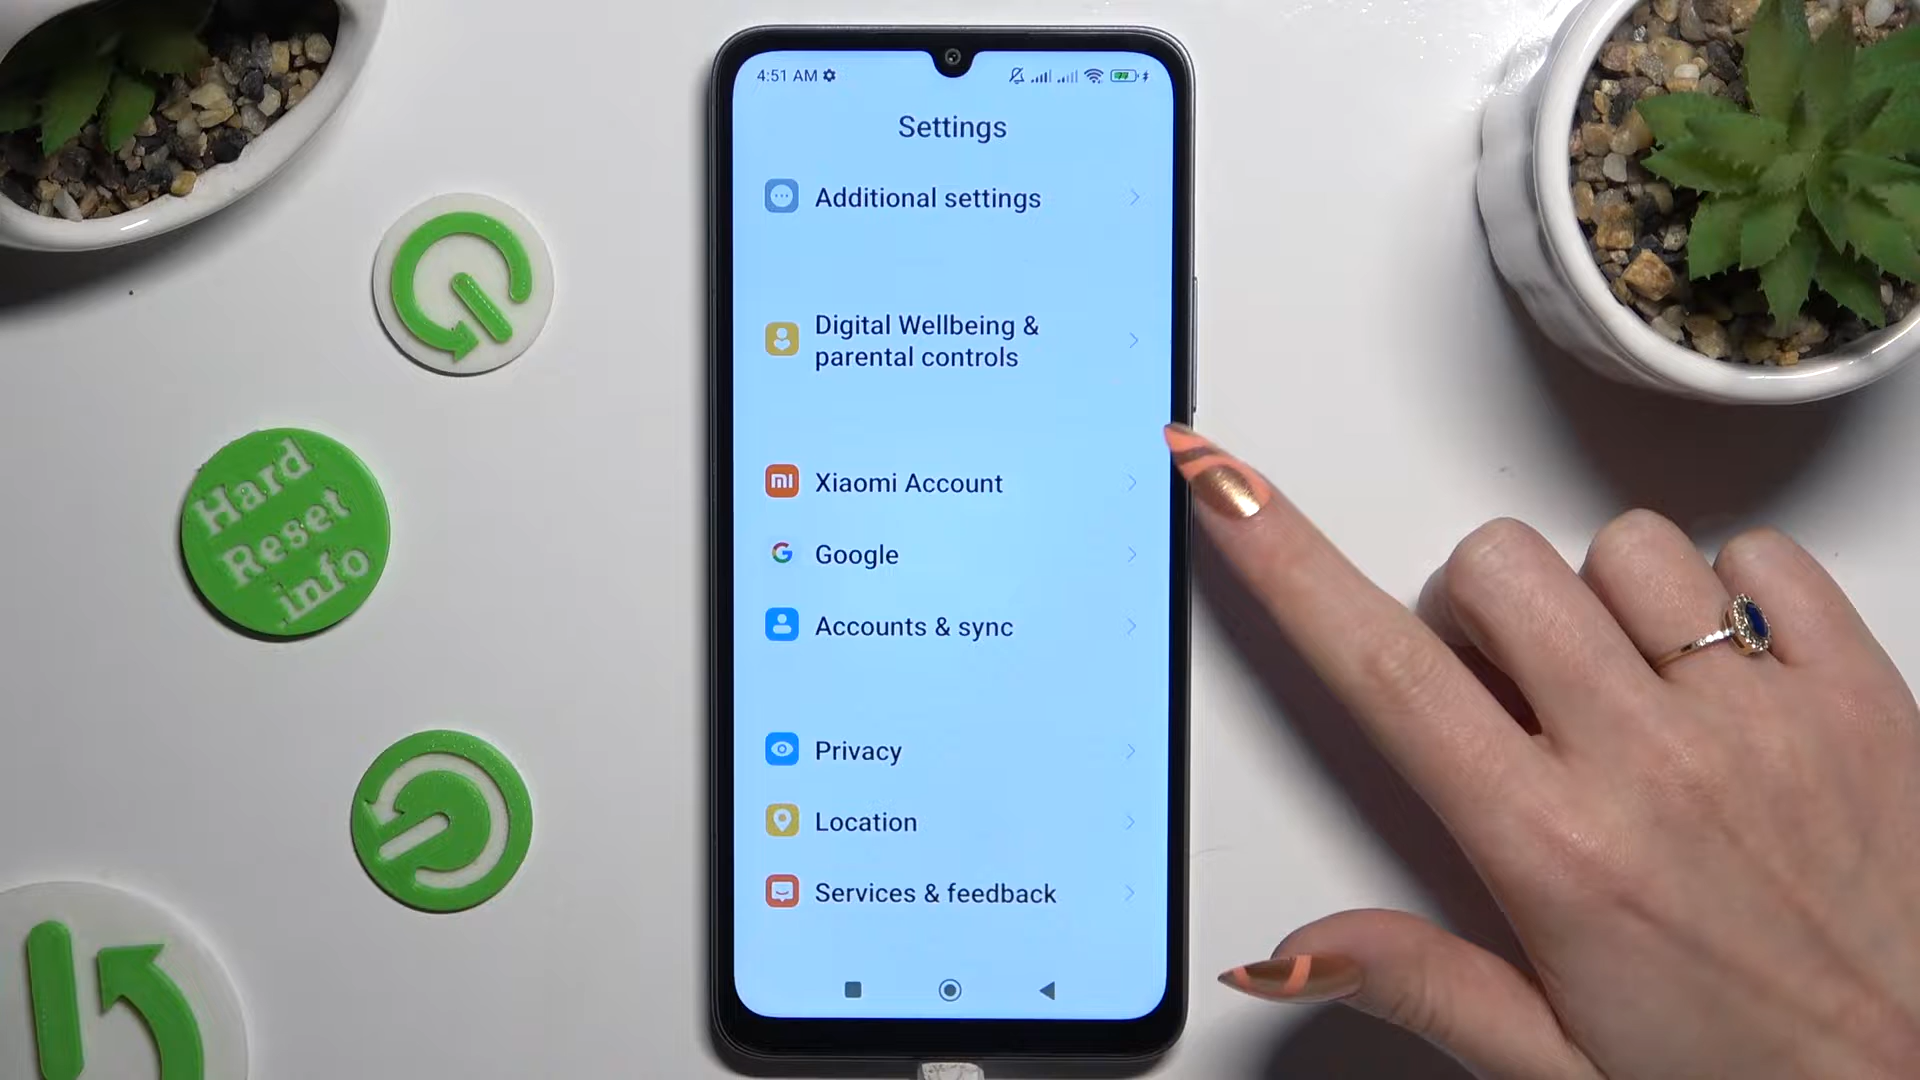 4:51 AM
Settings
Additional settings
Digital Wellbeing &
parental controls
Xiaomi Account
Google
Accounts & sync
Privacy
Location
Services & feedback
Hard
Reset
info